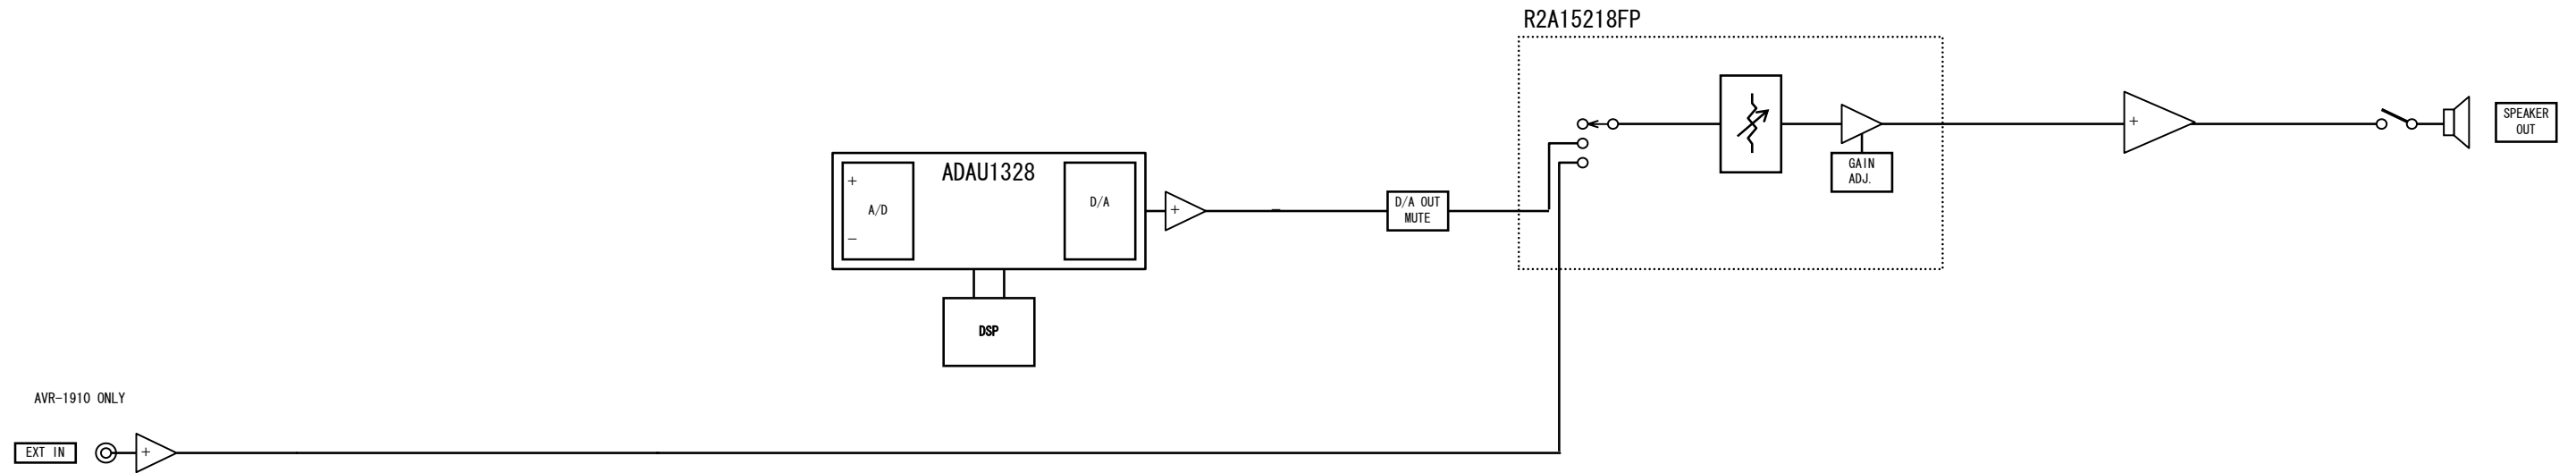 R2A15218FP
SPEAKER
OUT
GAIN
ADJ.
ADAU1328
+
A/D
−
D/A
+
D/A OUT
MUTE
+
DSP
AVR-1910 ONLY
EXT IN
+